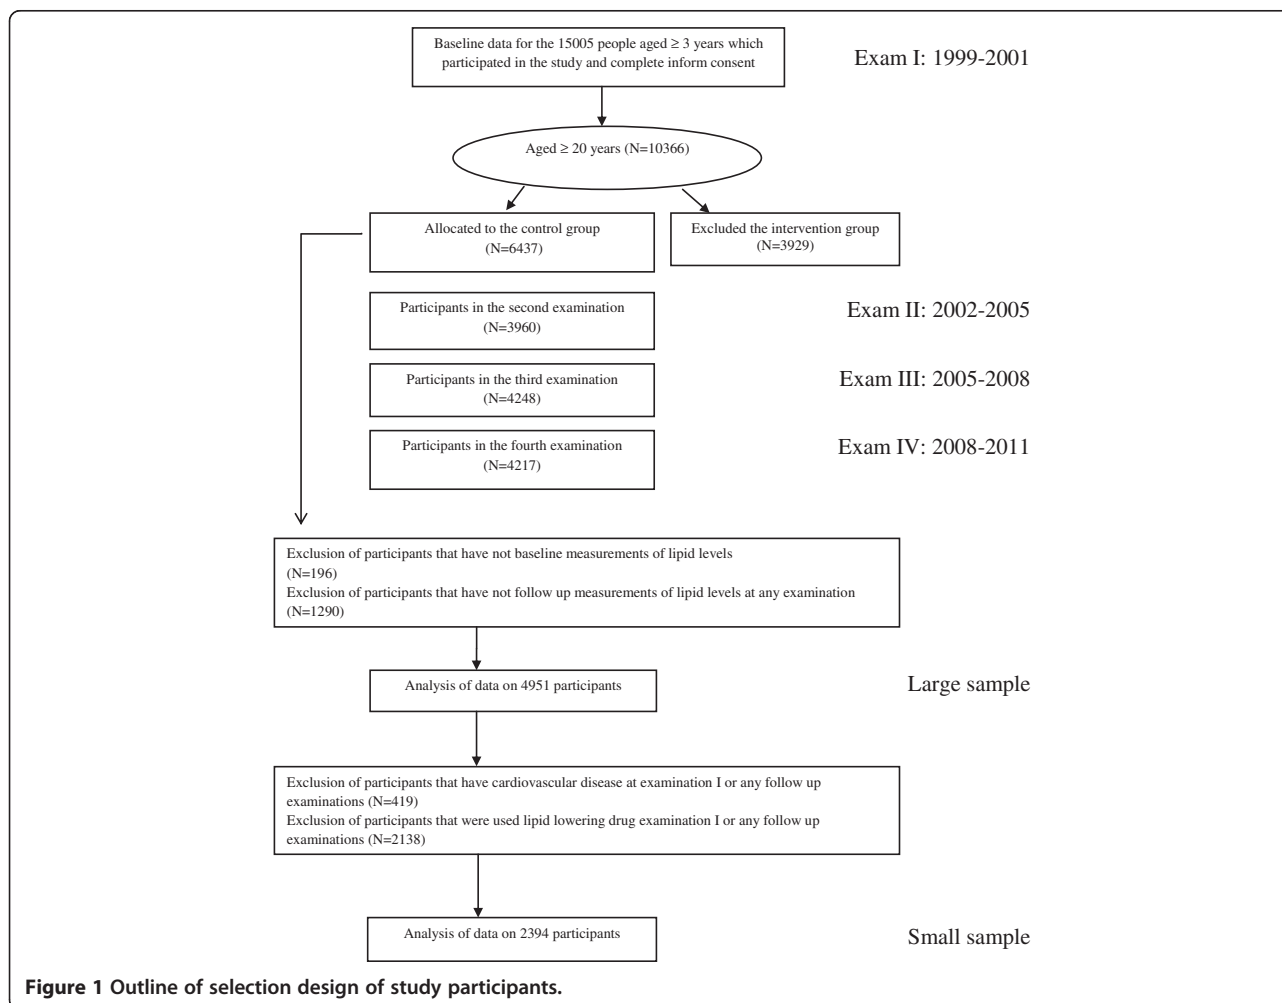 Baseline data for the 15005 people aged ≥ 3 years which
participated in the study and complete inform consent
Exam I: 1999-2001
Aged ≥ 20 years (N=10366)
Allocated to the control group
(N=6437)
Excluded the intervention group
(N=3929)
Participants in the second examination
(N=3960)
Exam II: 2002-2005
Participants in the third examination
(N=4248)
Exam III: 2005-2008
Participants in the fourth examination
(N=4217)
Exam IV: 2008-2011
Exclusion of participants that have not baseline measurements of lipid levels
(N=196)
Exclusion of participants that have not follow up measurements of lipid levels at any examination
(N=1290)
Analysis of data on 4951 participants
Large sample
Exclusion of participants that have cardiovascular disease at examination I or any follow up
examinations (N=419)
Exclusion of participants that were used lipid lowering drug examination I or any follow up
examinations (N=2138)
Analysis of data on 2394 participants
Small sample
Figure 1 Outline of selection design of study participants.